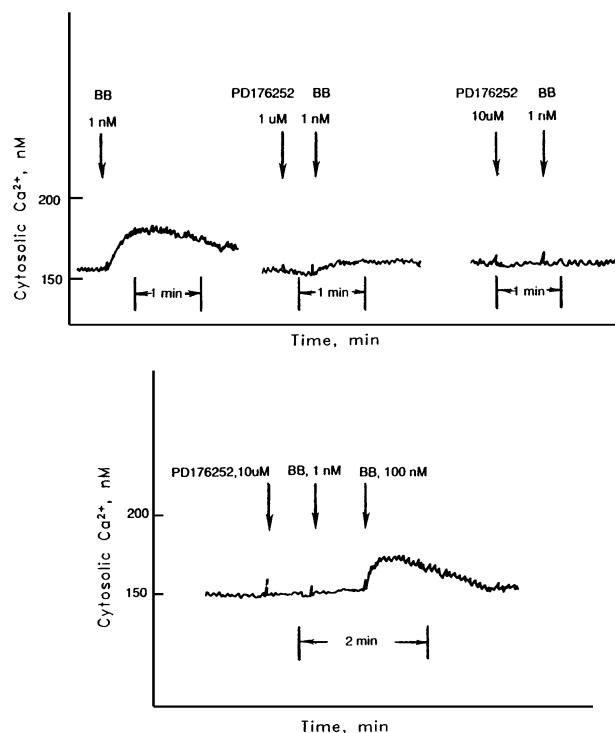 BB PD176252 BB PD176252 BB
1 nM 1 uM 1 nM 10uM 1 nM
Cytosolic Ca²⁺, nM
200
150
1 min 1 min 1 min
Time, min
PD176252,10uM BB, 1 nM BB, 100 nM
Cytosolic Ca²⁺, nM
200
150
2 min
Time, min